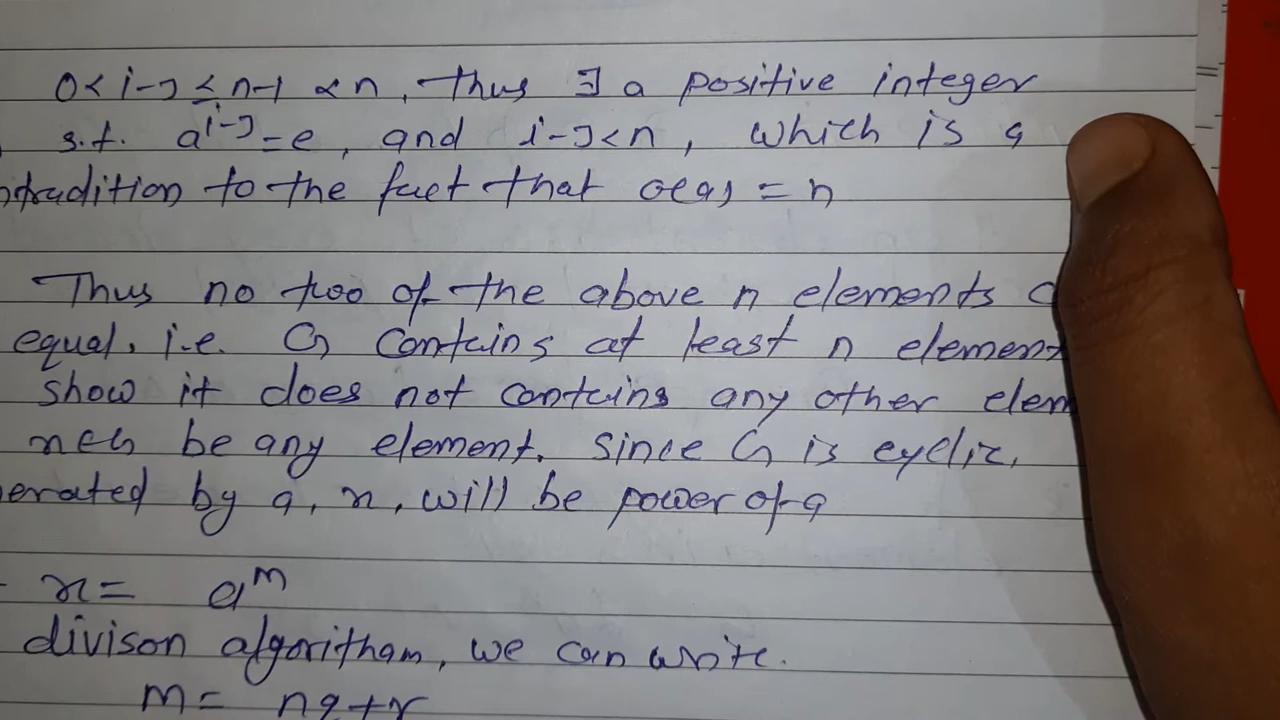 0 < i-j ≤ n-1 < n, Thus ∃ a positive integer
s.t. a^{i-j} = e, and i-j < n, which is a
ntradition to the fact that o(a) = n
Thus no two of the above n elements
equal, i.e. G contains at least n element
show it does not contains any other elem
x∈G be any element. Since G is cyclic,
erated by a, x, will be power of a
x = a^m
divison algoritham, we can write.
m = nq+r